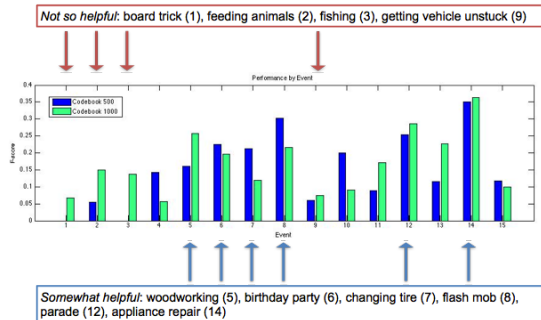 Not so helpful: board trick (1), feeding animals (2), fishing (3), getting vehicle unstuck (9)
Performance by Event
0.4
0.35
0.3
0.25
0.2
0.15
0.1
0.05
0
F-score
Codebook 500
Codebook 1000
1 2 3 4 5 6 7 8 9 10 11 12 13 14 15
Event
Somewhat helpful: woodworking (5), birthday party (6), changing tire (7), flash mob (8),
parade (12), appliance repair (14)